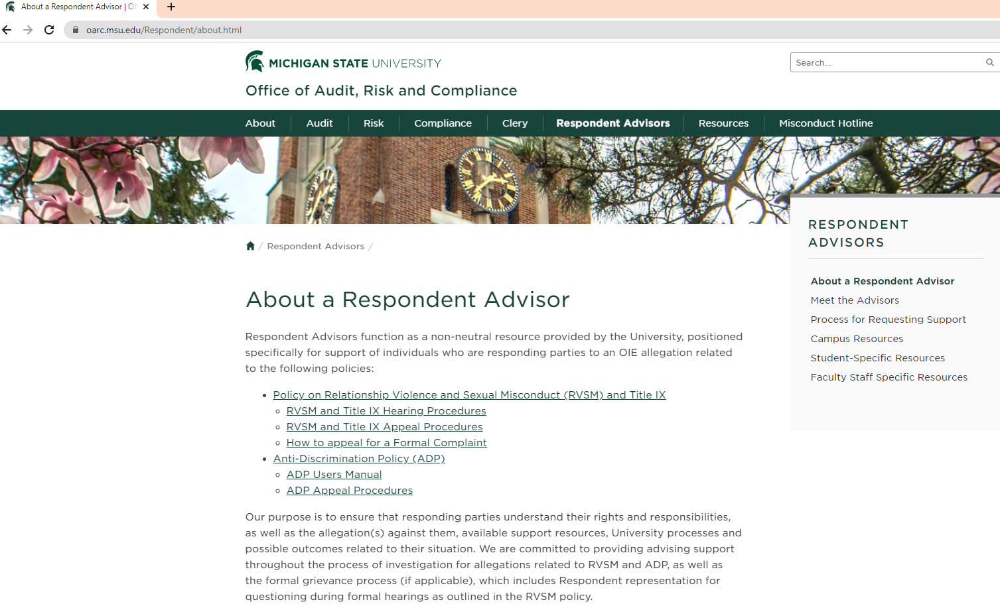 About a Respondent Advisor | Of
oarc.msu.edu/Respondent/about.html
MICHIGAN STATE UNIVERSITY
Search...
Office of Audit, Risk and Compliance
About
Audit
Risk
Compliance
Clery
Respondent Advisors
Resources
Misconduct Hotline
/ Respondent Advisors /
About a Respondent Advisor
Respondent Advisors function as a non-neutral resource provided by the University, positioned
specifically for support of individuals who are responding parties to an OIE allegation related
to the following policies:
• Policy on Relationship Violence and Sexual Misconduct (RVSM) and Title IX
◦ RVSM and Title IX Hearing Procedures
◦ RVSM and Title IX Appeal Procedures
◦ How to appeal for a Formal Complaint
• Anti-Discrimination Policy (ADP)
◦ ADP Users Manual
◦ ADP Appeal Procedures
Our purpose is to ensure that responding parties understand their rights and responsibilities,
as well as the allegation(s) against them, available support resources, University processes and
possible outcomes related to their situation. We are committed to providing advising support
throughout the process of investigation for allegations related to RVSM and ADP, as well as
the formal grievance process (if applicable), which includes Respondent representation for
questioning during formal hearings as outlined in the RVSM policy.
RESPONDENT
ADVISORS
About a Respondent Advisor
Meet the Advisors
Process for Requesting Support
Campus Resources
Student-Specific Resources
Faculty Staff Specific Resources